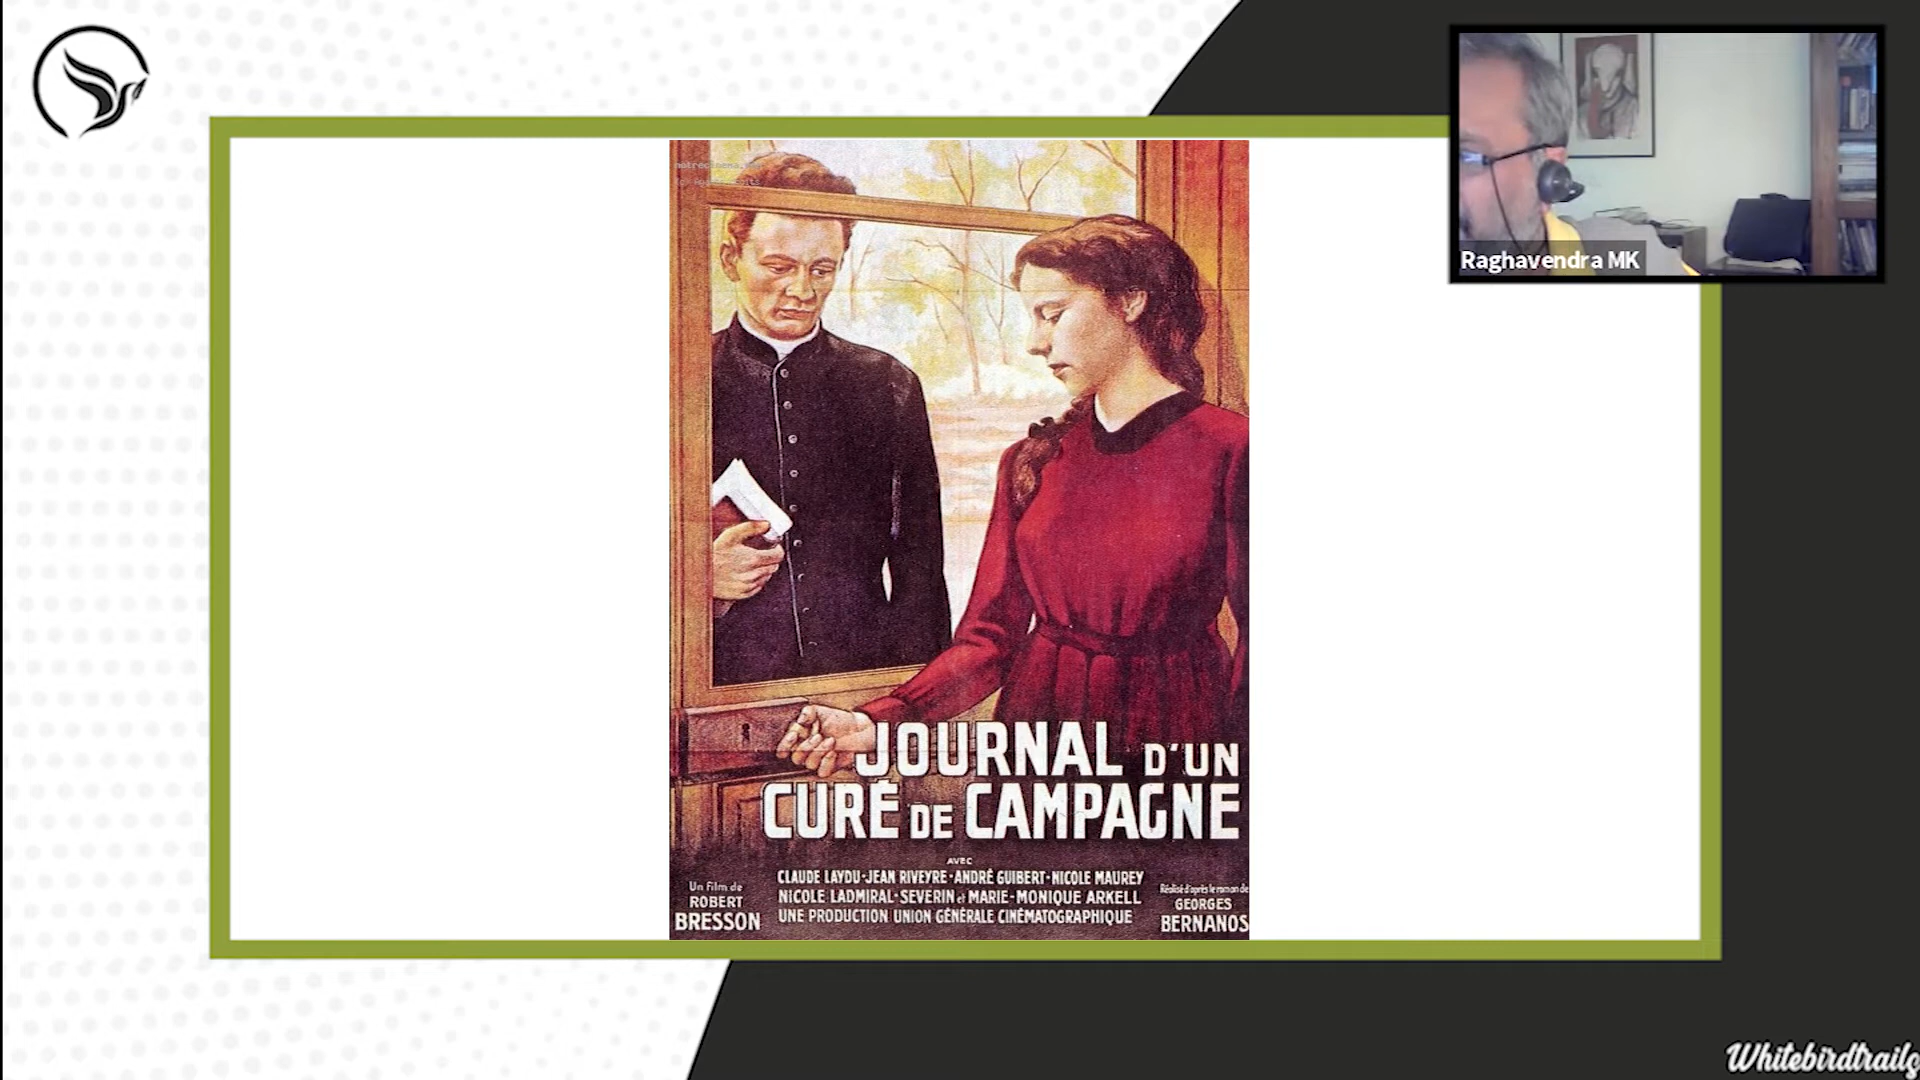 Raghavendra MK
JOURNAL D'UN
CURÉ DE CAMPAGNE
AVEC
CLAUDE LAYDU-JEAN RIVEYRE-ANDRÉ GUIBERT-NICOLE MAUREY
NICOLE LADMIRAL-SEVERIN et MARIE-MONIQUE ARKELL
UNE PRODUCTION UNION GÉNÉRALE CINÉMATOGRAPHIQUE
Un Film de
ROBERT
BRESSON
Réalisé d'après le roman de
GEORGES
BERNANOS
Whitebirdtrails